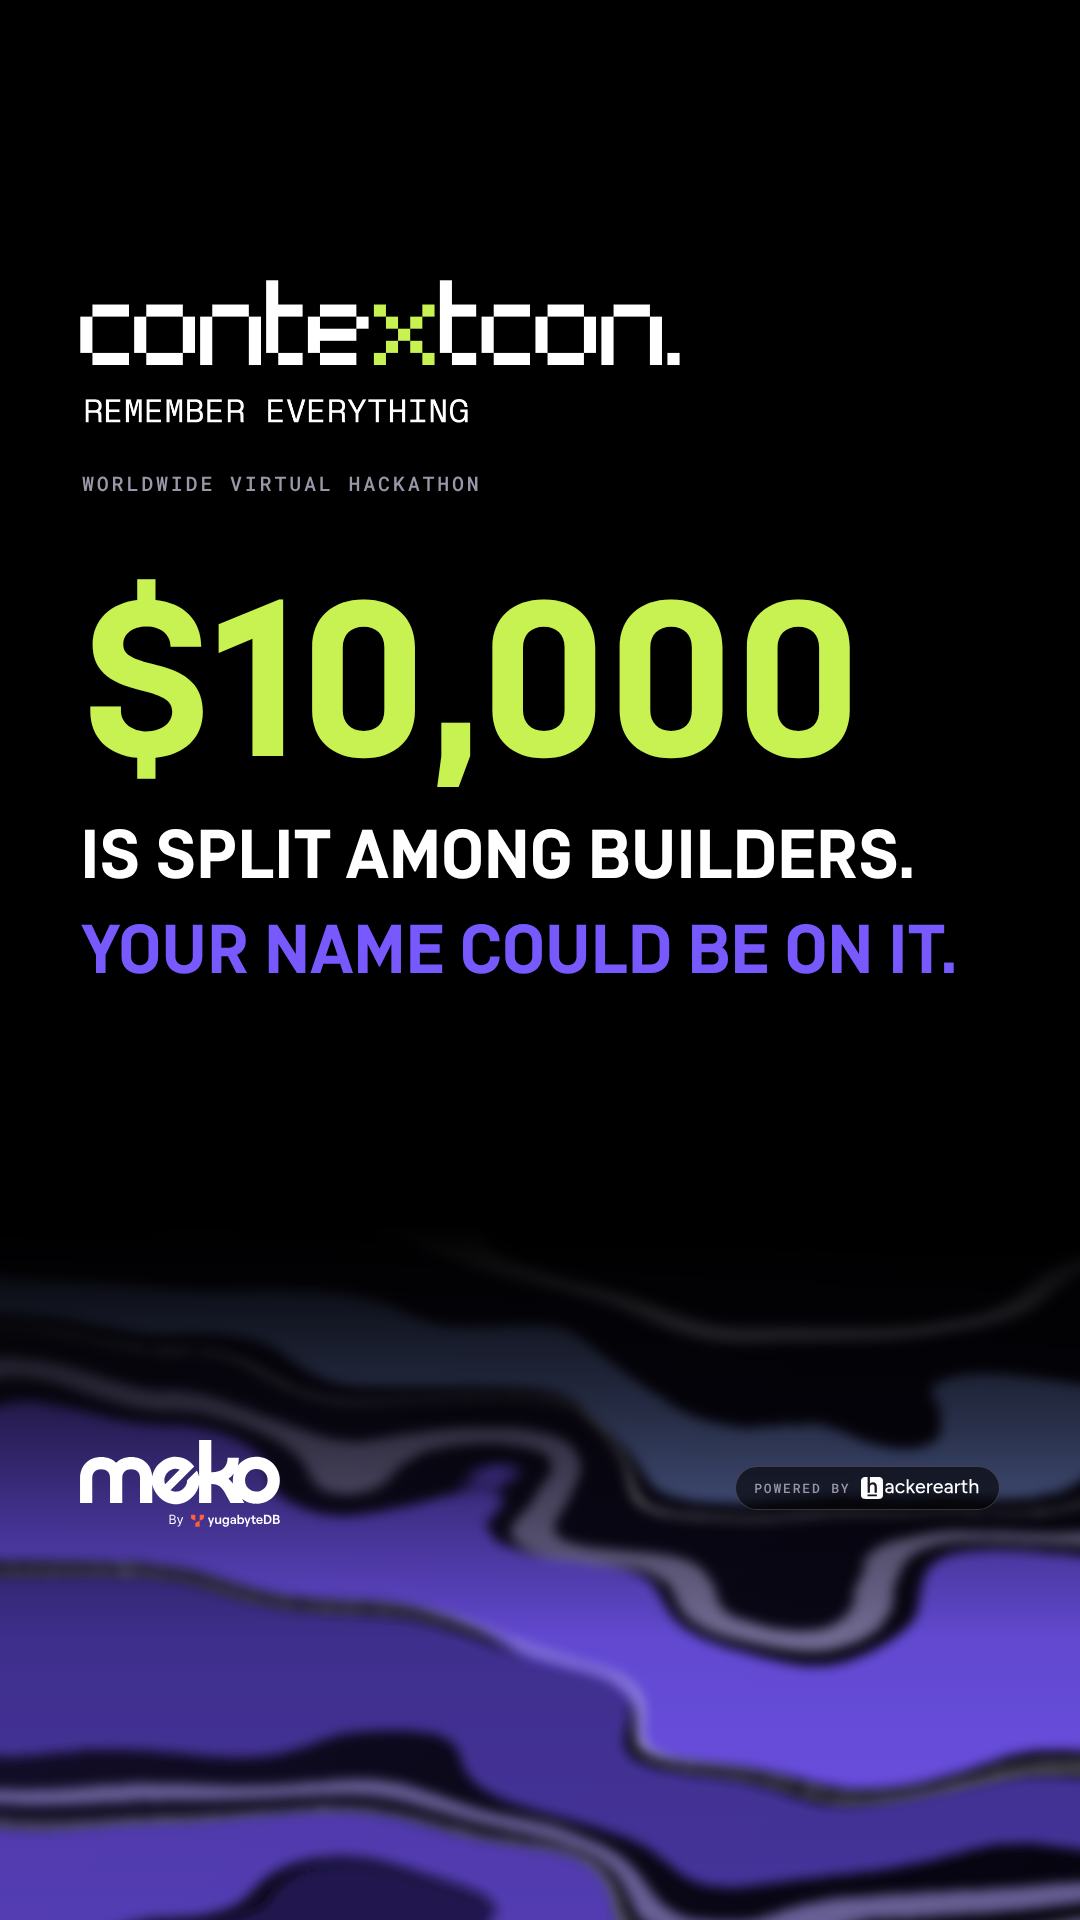 contextcon.
REMEMBER EVERYTHING
WORLDWIDE VIRTUAL HACKATHON
$10,000
IS SPLIT AMONG BUILDERS.
YOUR NAME COULD BE ON IT.
meko
By yugabyteDB
POWERED BY hackerearth